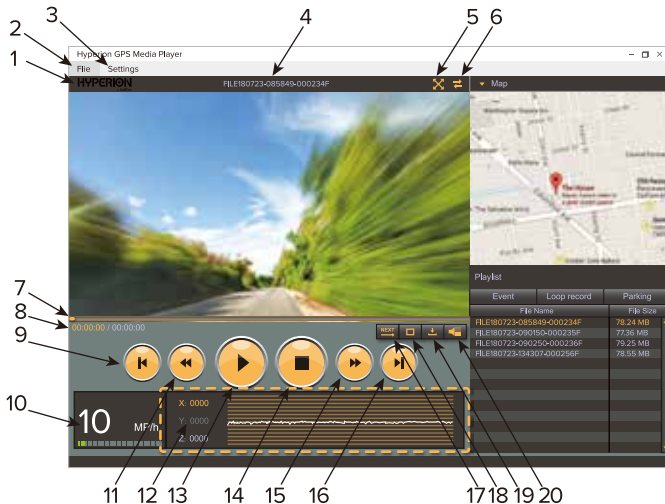 4
5
6
3
2
1
Hyperion GPS Media Player
File
Settings
HYPERION
FILE180723-085849-000234F
Map
The House
Playlist
Event
Loop record
Parking
File Name
File Size
FILE180723-085849-000234F
78.24 MB
FILE180723-090150-000235F
77.36 MB
FILE180723-090250-000236F
79.25 MB
FILE180723-134307-000256F
78.55 MB
7
8
00:00:00 / 00:00:00
NEXT
9
10
10
MP/h
X: 0000
Y: 0000
Z: 0000
11
12
13
14
15
16
17
18
19
20